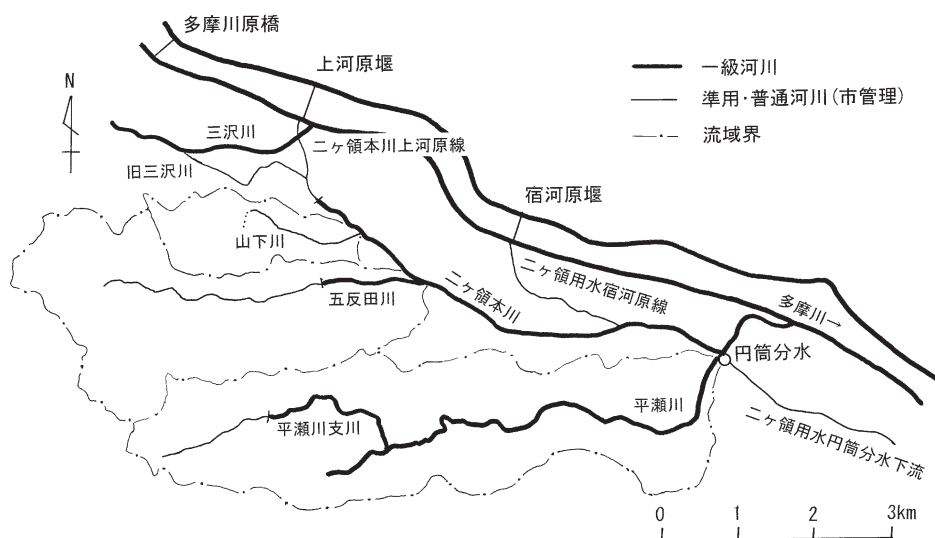 多摩川原橋
上河原堰
一級河川
準用・普通河川(市管理)
流域界
N
三沢川
二ヶ領本川上河原線
旧三沢川
宿河原堰
山下川
二ヶ領用水宿河原線
五反田川
二ヶ領本川
多摩川→
円筒分水
平瀬川
平瀬川支川
二ヶ領用水円筒分水下流
0 1 2 3km